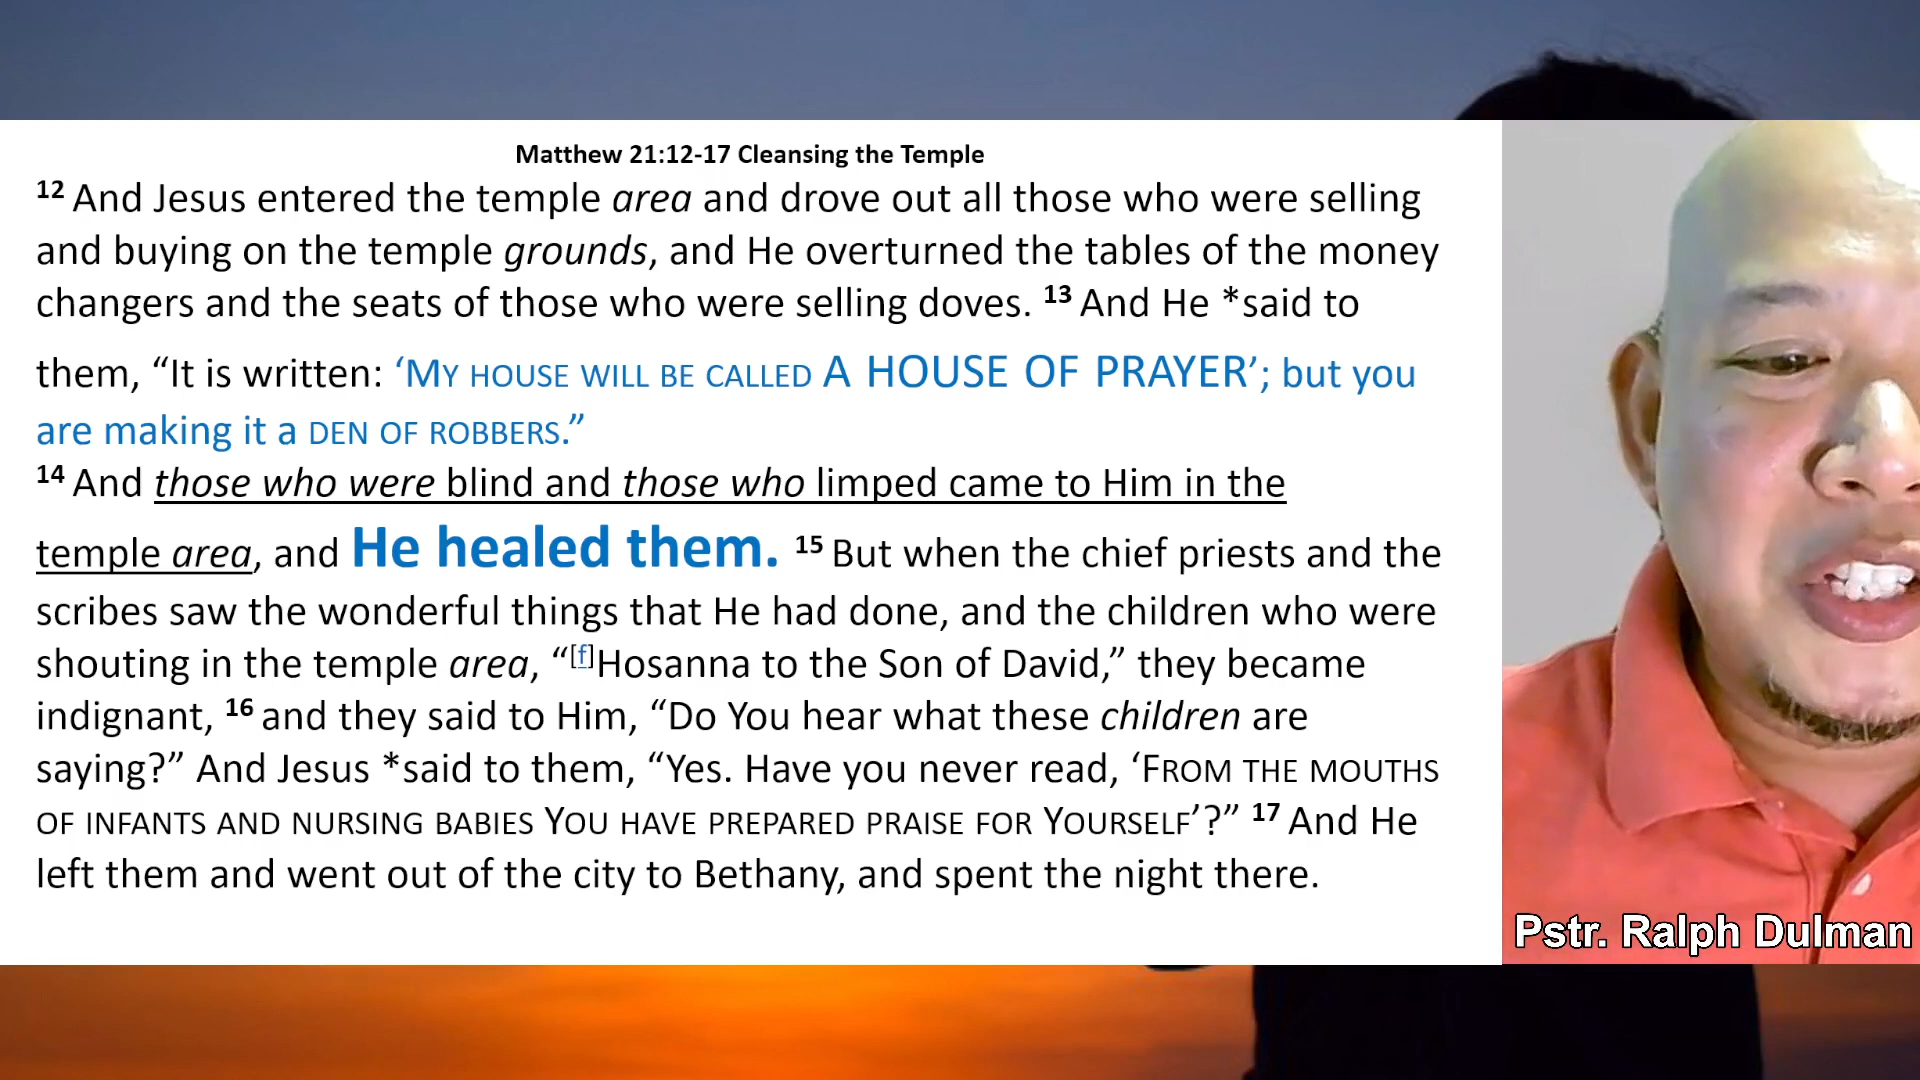 Matthew 21:12-17 Cleansing the Temple
12 And Jesus entered the temple area and drove out all those who were selling
and buying on the temple grounds, and He overturned the tables of the money
changers and the seats of those who were selling doves. 13 And He *said to
them, “It is written: ‘MY HOUSE WILL BE CALLED A HOUSE OF PRAYER’; but you
are making it a DEN OF ROBBERS.”
14 And those who were blind and those who limped came to Him in the
temple area, and He healed them. 15 But when the chief priests and the
scribes saw the wonderful things that He had done, and the children who were
shouting in the temple area, “[f]Hosanna to the Son of David,” they became
indignant, 16 and they said to Him, “Do You hear what these children are
saying?” And Jesus *said to them, “Yes. Have you never read, ‘FROM THE MOUTHS
OF INFANTS AND NURSING BABIES YOU HAVE PREPARED PRAISE FOR YOURSELF’?” 17 And He
left them and went out of the city to Bethany, and spent the night there.
Pstr. Ralph Dulman